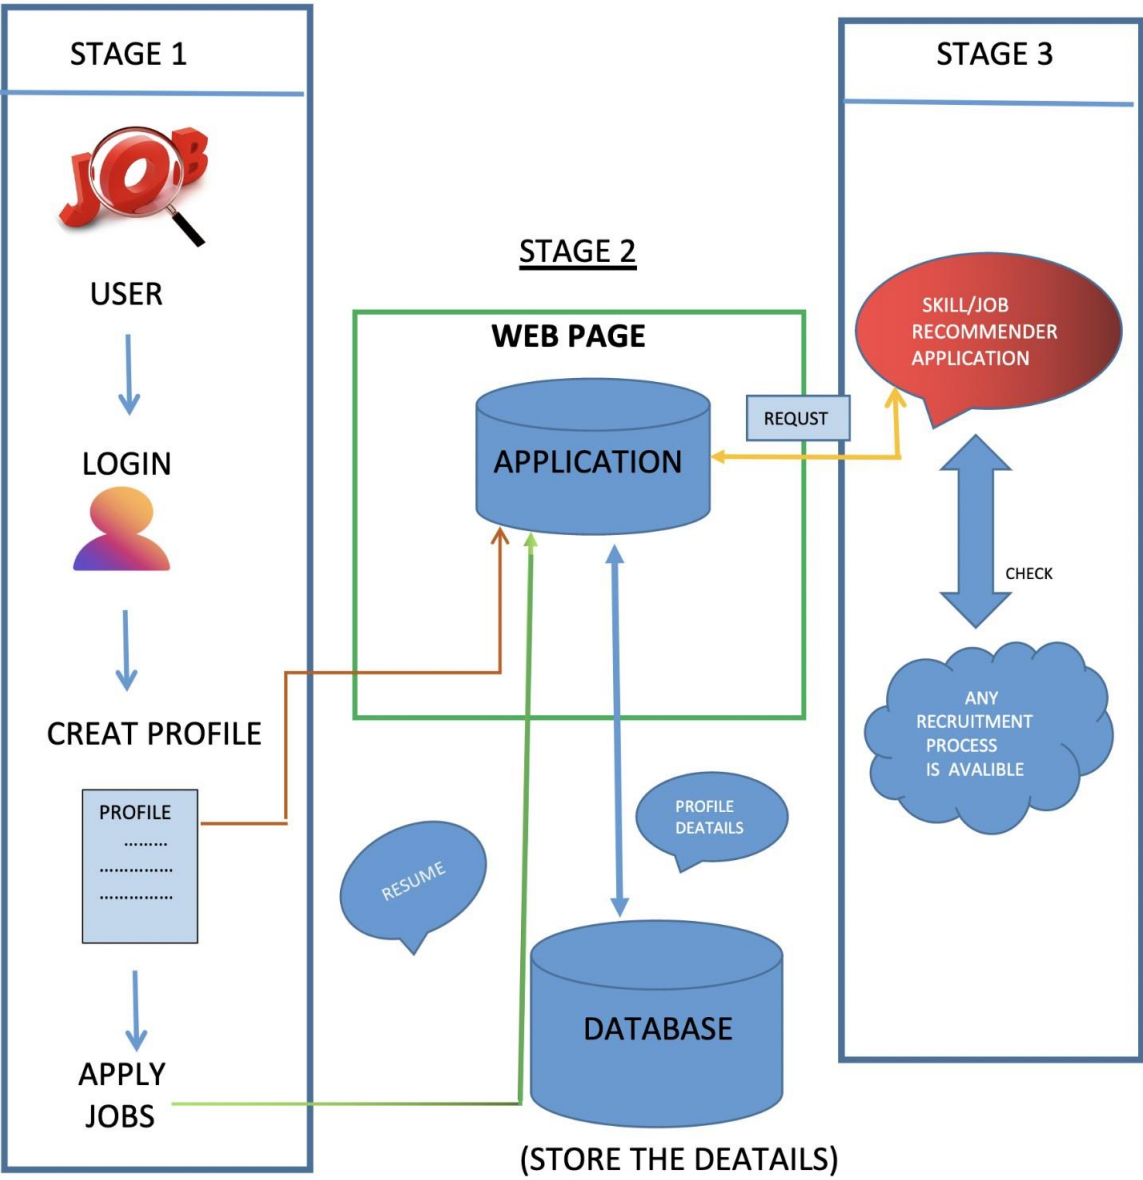 STAGE 1
JOB
USER
LOGIN
CREAT PROFILE
PROFILE
.........
...............
...............
APPLY
JOBS
STAGE 2
WEB PAGE
APPLICATION
REQUST
RESUME
PROFILE
DEATAILS
DATABASE
(STORE THE DEATAILS)
STAGE 3
SKILL/JOB
RECOMMENDER
APPLICATION
CHECK
ANY
RECRUITMENT
PROCESS
IS AVALIBLE